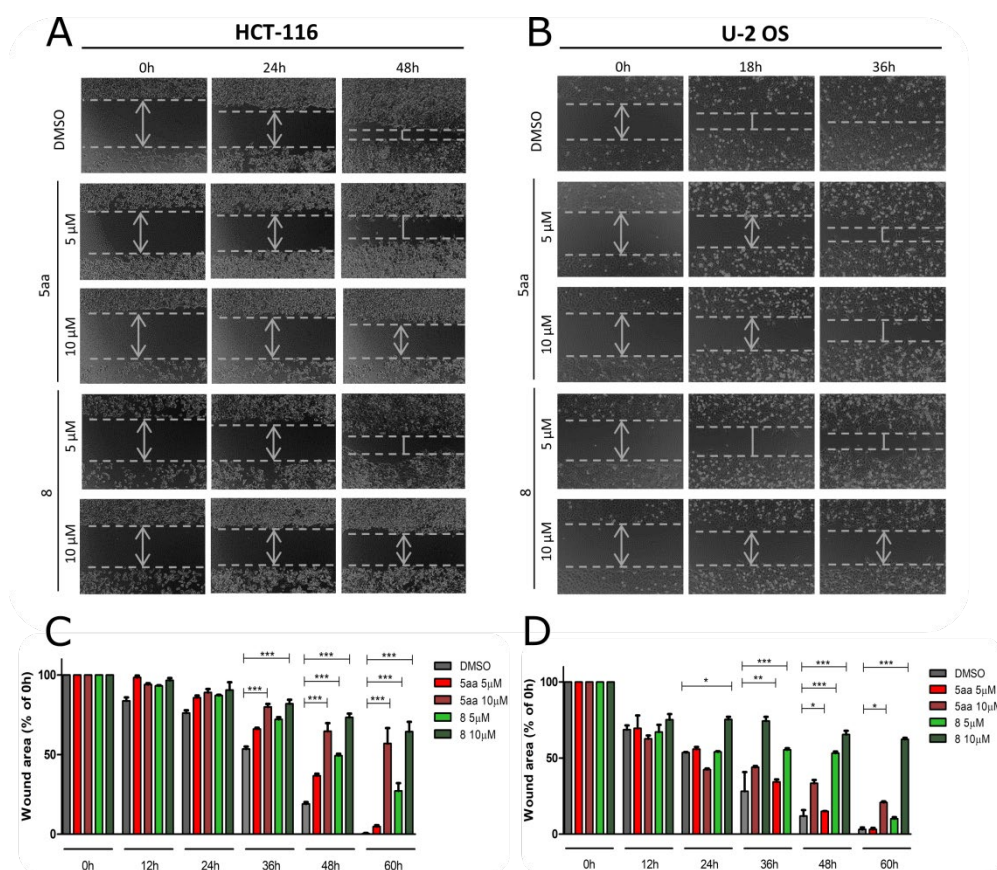 A
HCT-116
0h 24h 48h
DMSO
5aa
5 µM
10 µM
8
5 µM
10 µM
B
U-2 OS
0h 18h 36h
DMSO
5aa
5 µM
10 µM
8
5 µM
10 µM
C
Wound area (% of 0h)
100
50
0
*** *** ***
*** ***
*** *** ***
0h 12h 24h 36h 48h 60h
DMSO
5aa 5µM
5aa 10µM
8 5µM
8 10µM
D
Wound area (% of 0h)
100
50
0
*** *** ***
* ** ***
* *
0h 12h 24h 36h 48h 60h
DMSO
5aa 5µM
5aa 10µM
8 5µM
8 10µM